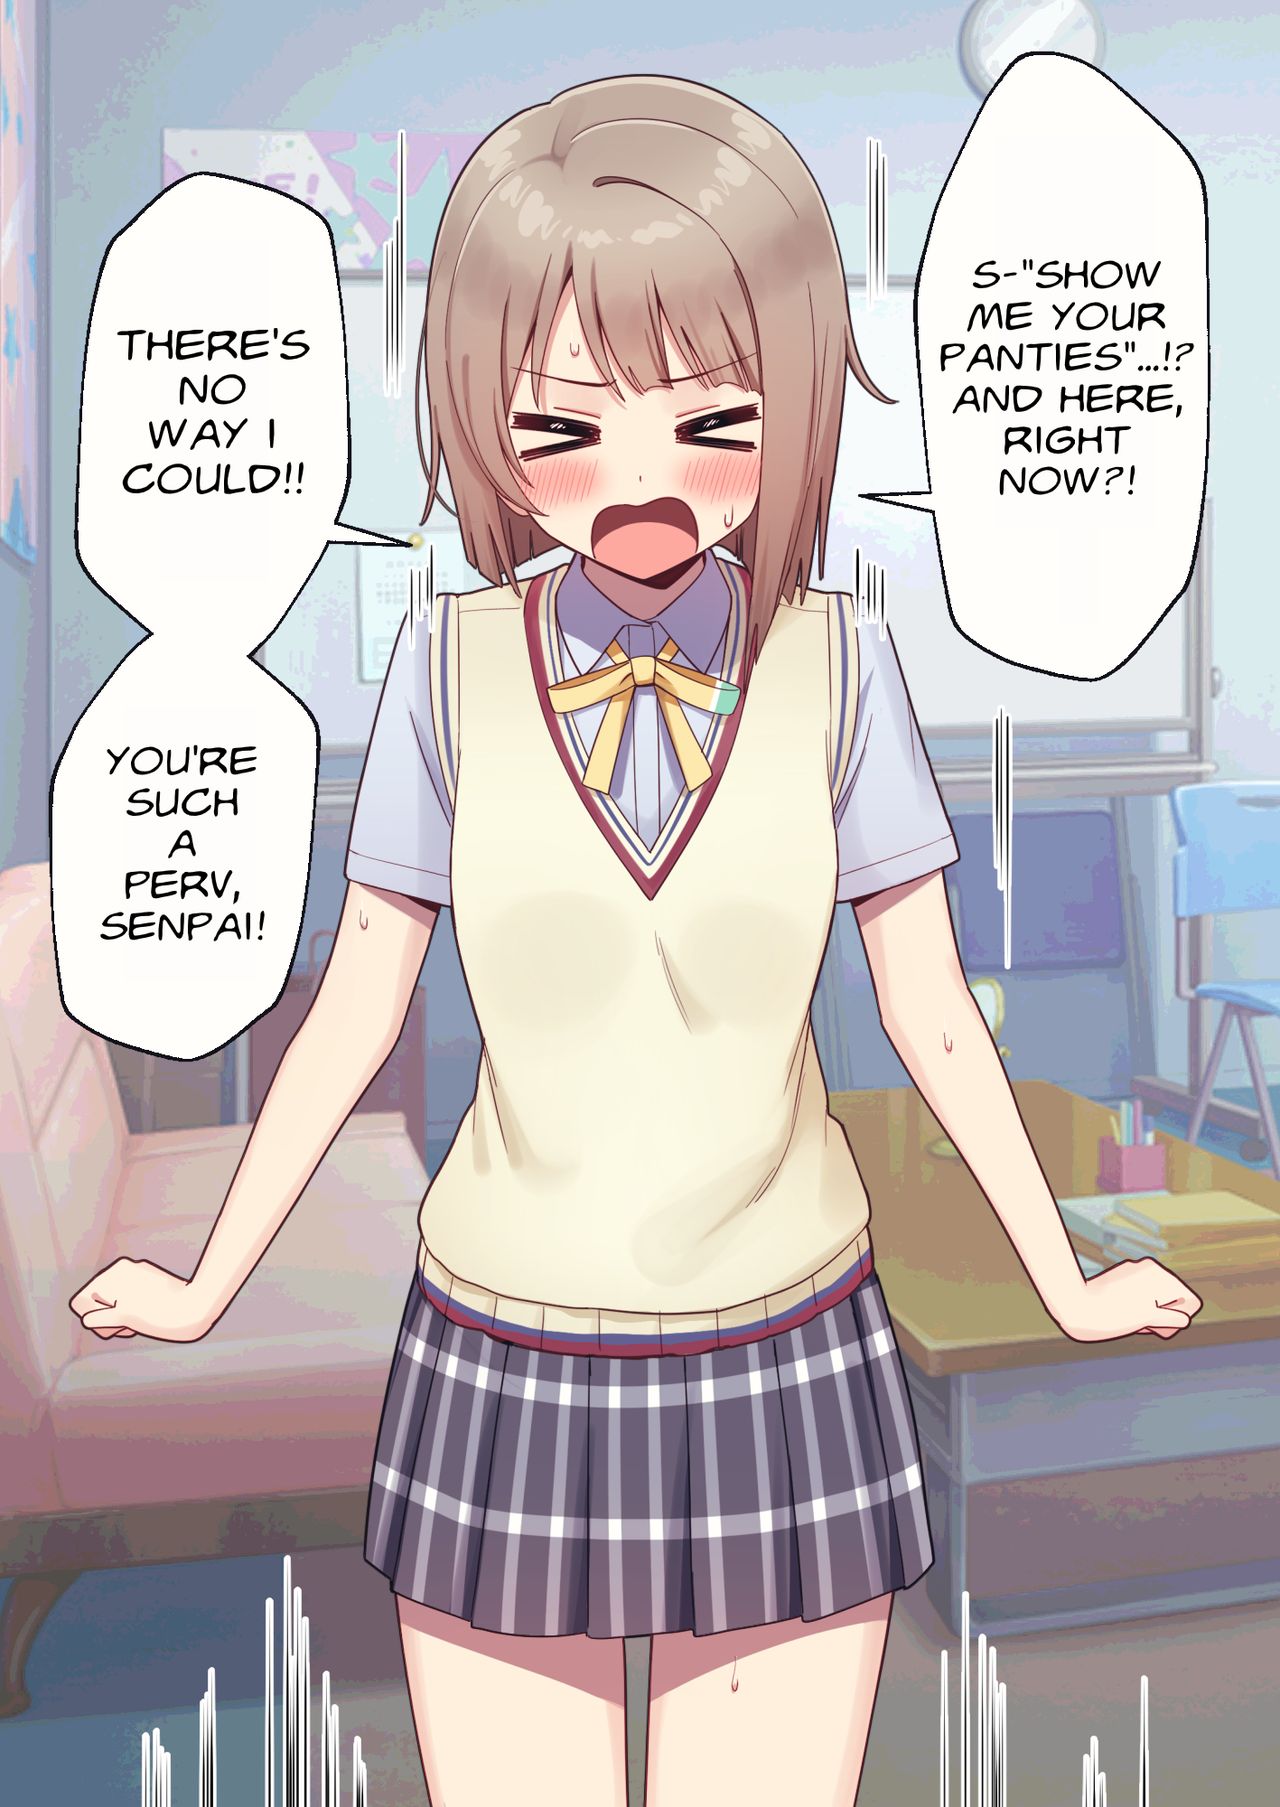 S-"SHOW
ME YOUR
PANTIES"...!?
AND HERE,
RIGHT
NOW?!
THERE'S
NO
WAY I
COULD!!
YOU'RE
SUCH
A
PERV,
SENPAI!